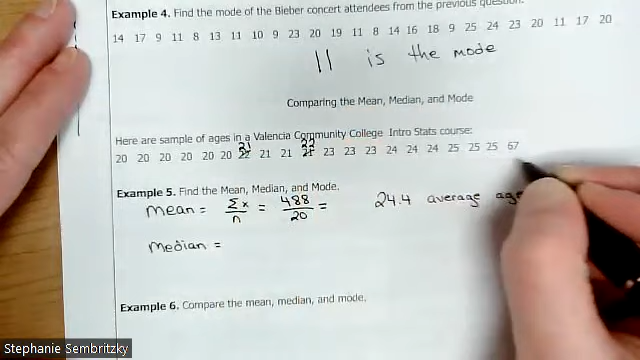 Example 4. Find the mode of the Bieber concert attendees from the previous question.
14 17 9 11 8 13 11 10 9 23 20 19 11 8 14 16 18 9 25 24 23 20 11 17 20
11 is the mode
Comparing the Mean, Median, and Mode
Here are sample of ages in a Valencia Community College Intro Stats course:
21 22
20 20 20 20 20 20 21 21 23 23 23 24 24 24 25 25 25 67
Example 5. Find the Mean, Median, and Mode.
mean = Σx/n = 488/20 = 24.4 average age
median =
Example 6. Compare the mean, median, and mode.
Stephanie Sembritzky